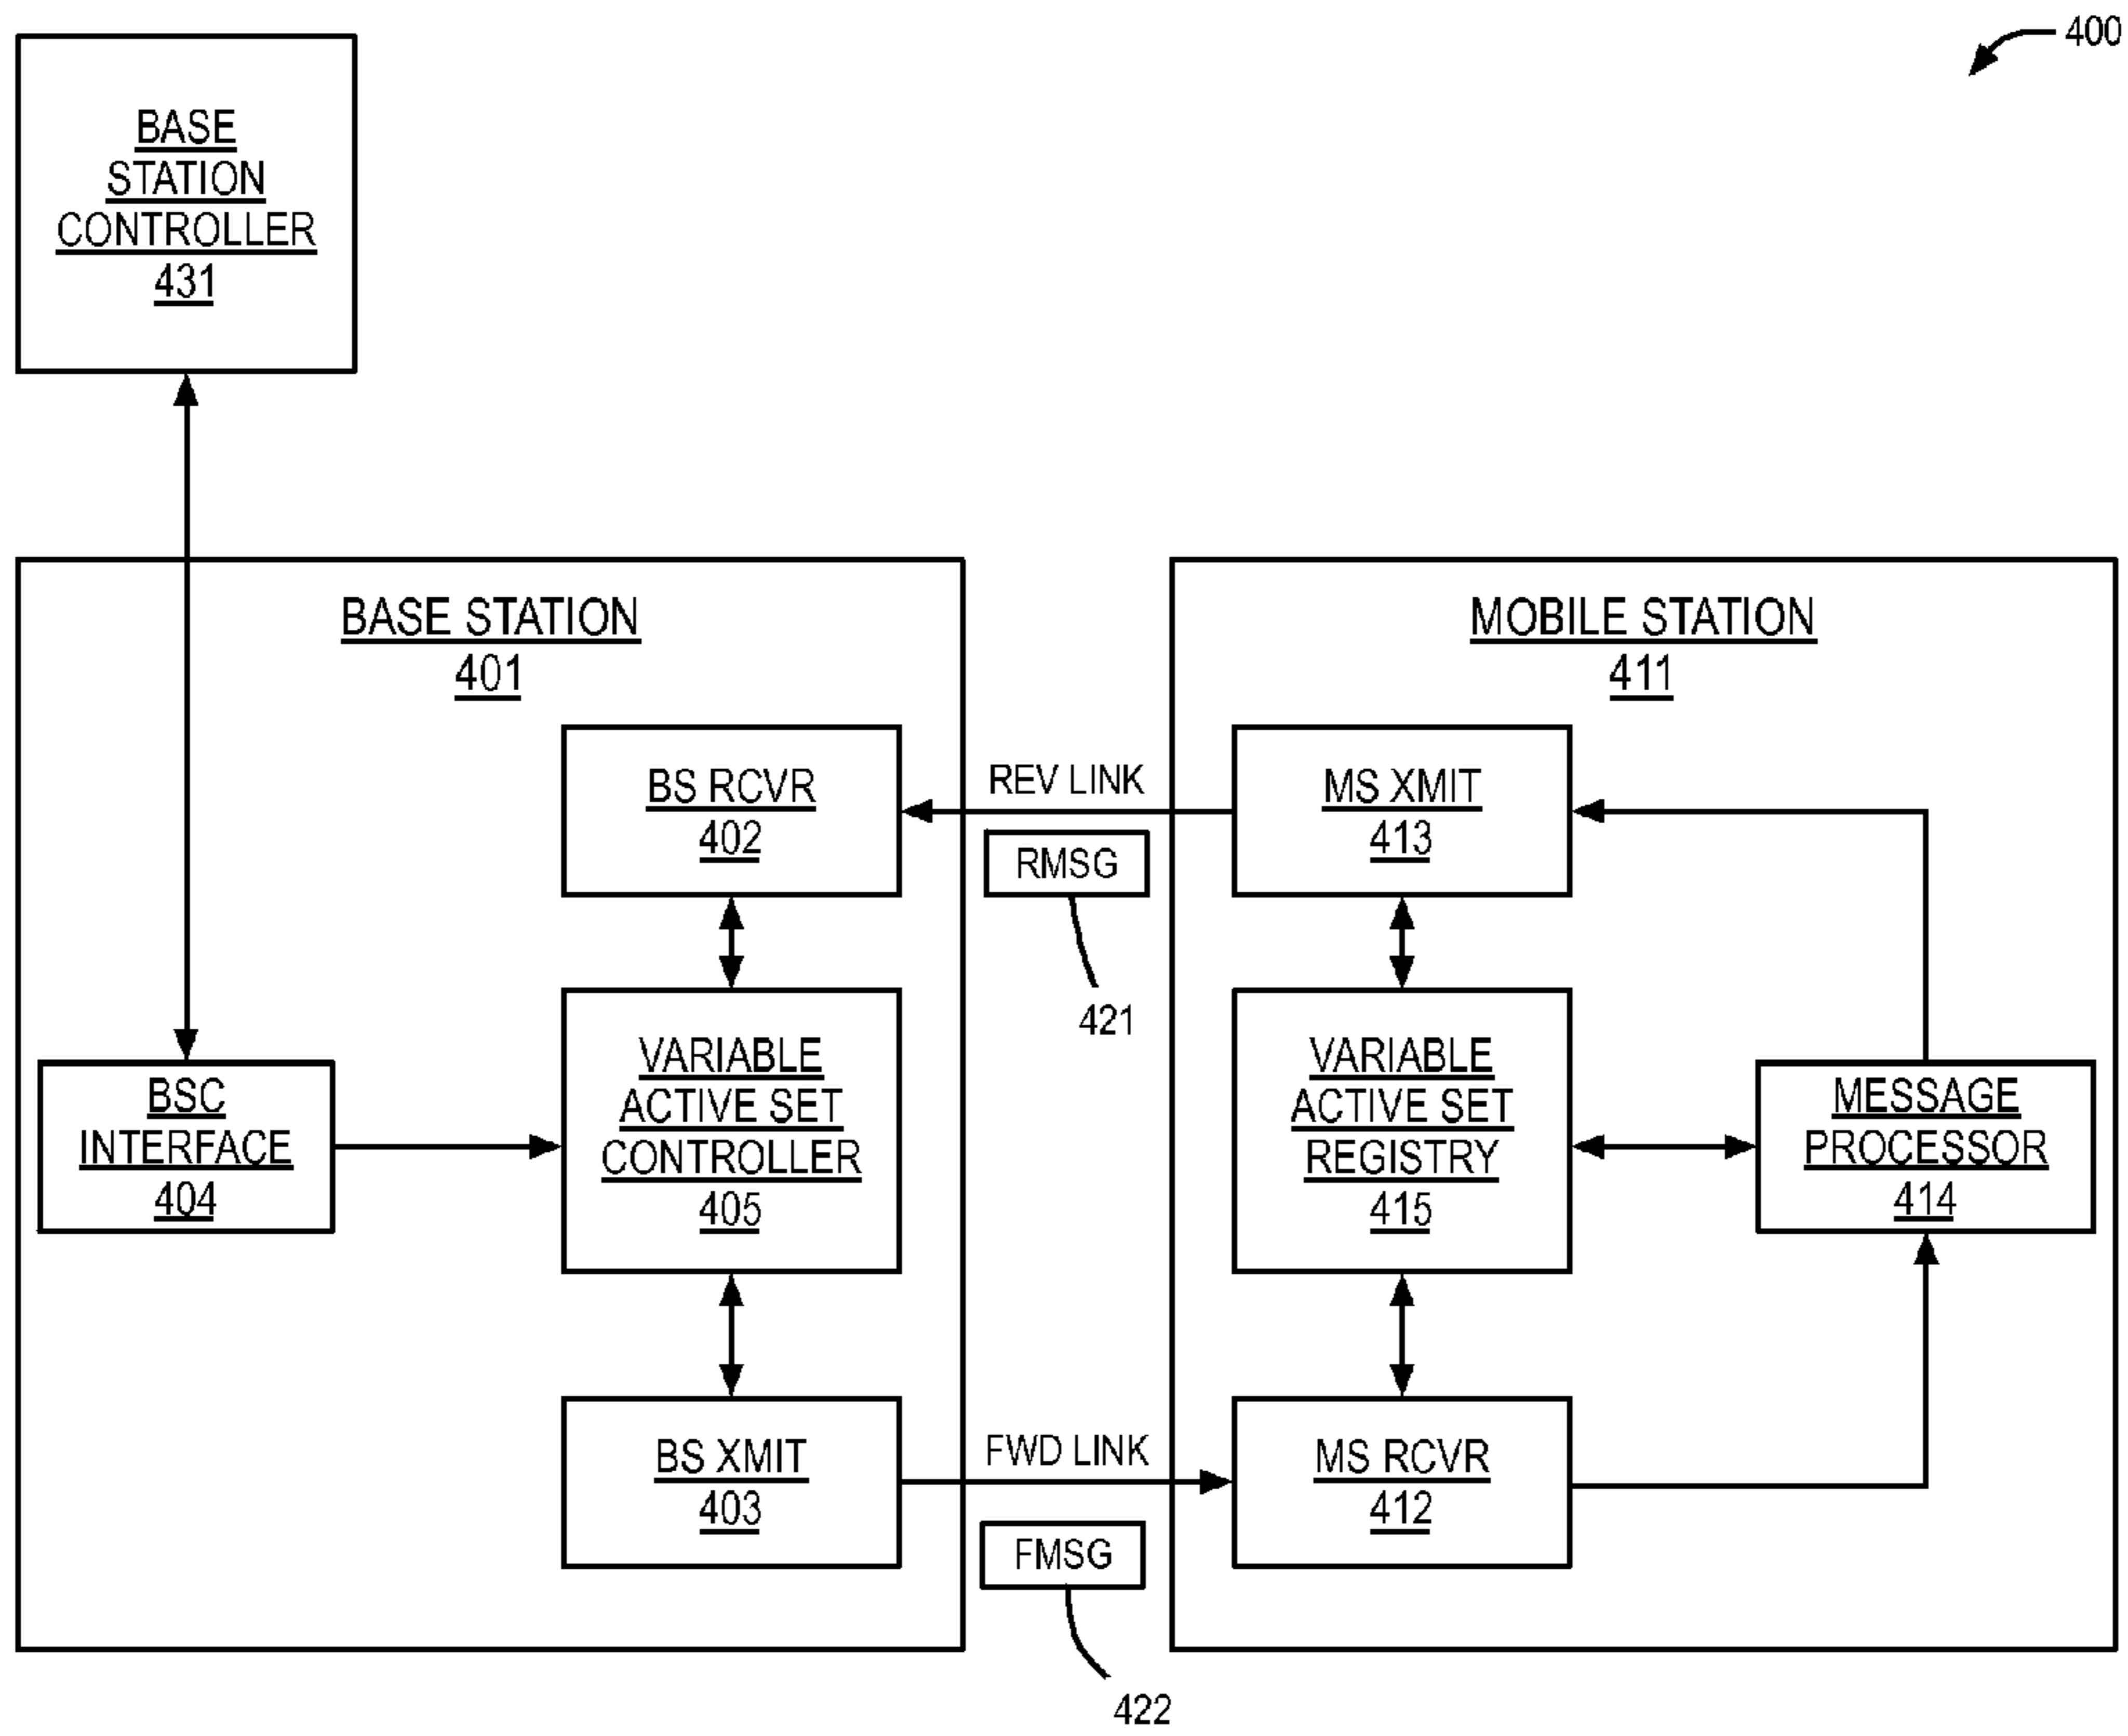 400
BASE
STATION
CONTROLLER
431
BASE STATION
401
MOBILE STATION
411
BS RCVR
402
REV LINK
RMSG
421
MS XMIT
413
BSC
INTERFACE
404
VARIABLE
ACTIVE SET
CONTROLLER
405
VARIABLE
ACTIVE SET
REGISTRY
415
MESSAGE
PROCESSOR
414
BS XMIT
403
FWD LINK
FMSG
422
MS RCVR
412